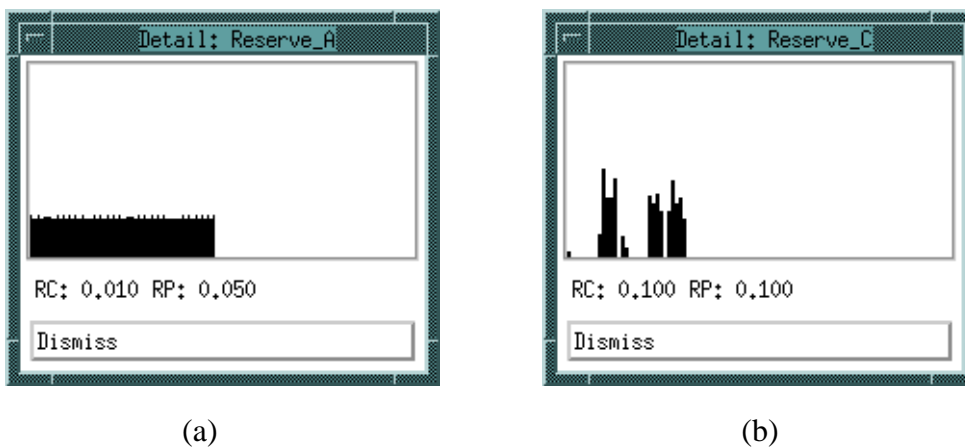 Detail: Reserve_A
RC: 0.010 RP: 0.050
Dismiss
(a)
Detail: Reserve_C
RC: 0.100 RP: 0.100
Dismiss
(b)